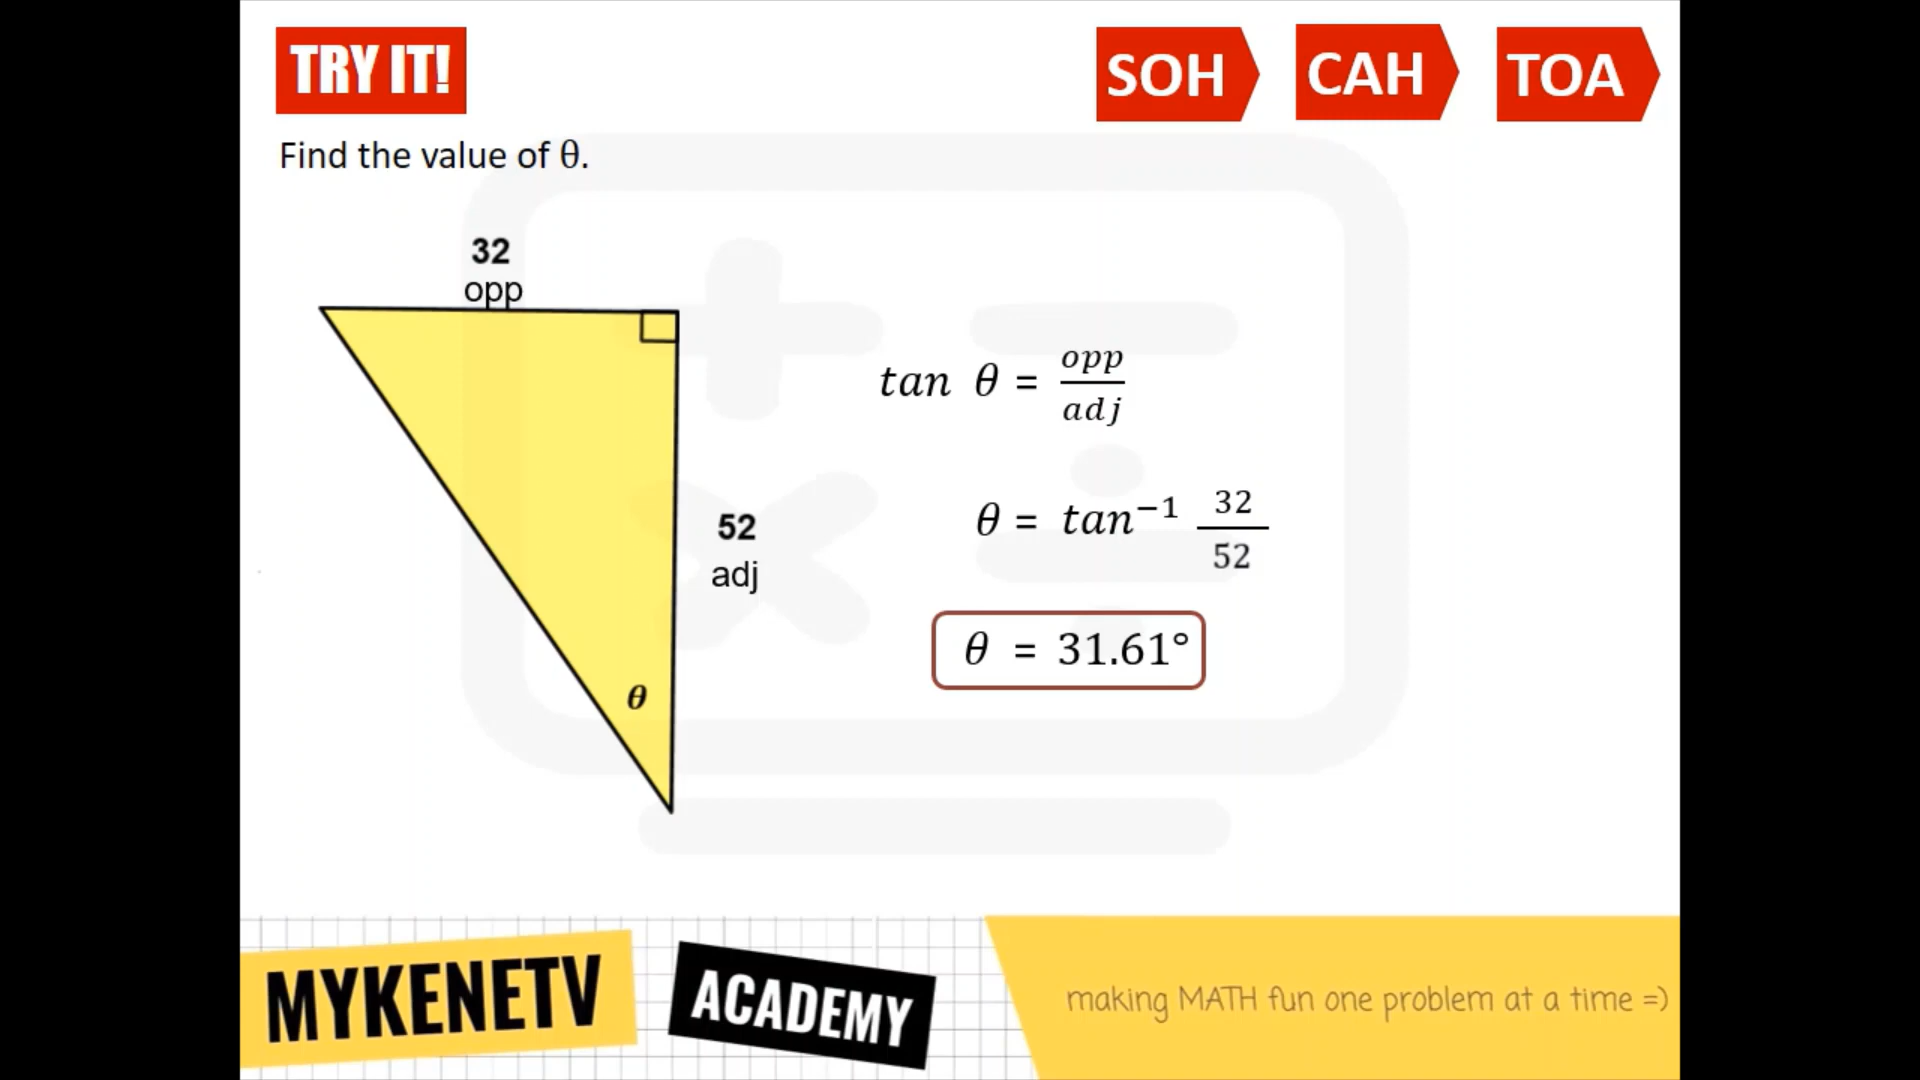 TRY IT!
SOH CAH TOA
Find the value of θ.
32
opp
52
adj
θ
tan θ = opp/adj
θ = tan⁻¹ 32/52
θ = 31.61°
MYKENETV ACADEMY
making MATH fun one problem at a time =)